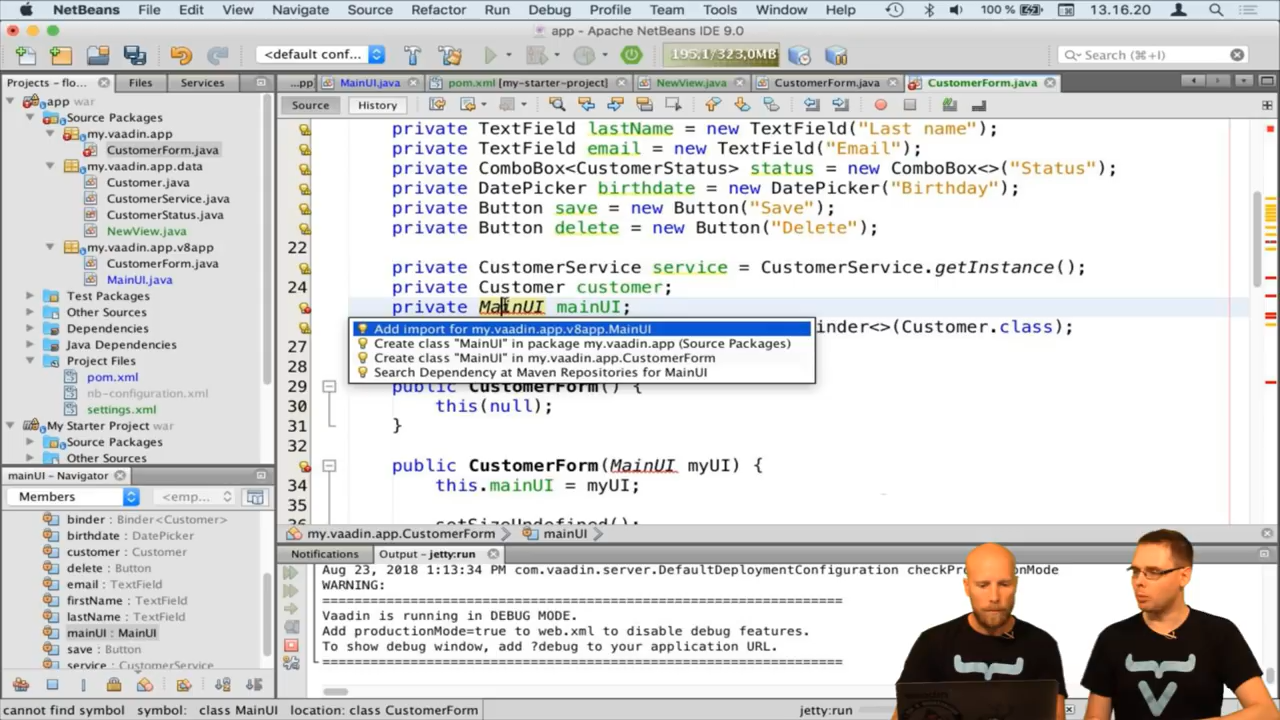 NetBeans File Edit View Navigate Source Refactor Run Debug Profile Team Tools Window Help 100 % 13.16.20
app - Apache NetBeans IDE 9.0
<default conf... 195,1/323,0MB Search (⌘+I)
Projects - flo... Files Services
...pp] MainUI.java pom.xml [my-starter-project] NewView.java CustomerForm.java CustomerForm.java
Source History
app war
Source Packages
my.vaadin.app
CustomerForm.java
my.vaadin.app.data
Customer.java
CustomerService.java
CustomerStatus.java
NewView.java
my.vaadin.app.v8app
CustomerForm.java
MainUI.java
Test Packages
Other Sources
Dependencies
Java Dependencies
Project Files
pom.xml
nb-configuration.xml
settings.xml
My Starter Project war
Source Packages
Other Sources
private TextField lastName = new TextField("Last name");
private TextField email = new TextField("Email");
private ComboBox<CustomerStatus> status = new ComboBox<>("Status");
private DatePicker birthdate = new DatePicker("Birthday");
private Button save = new Button("Save");
private Button delete = new Button("Delete");
22
private CustomerService service = CustomerService.getInstance();
24 private Customer customer;
private MainUI mainUI;
inder<>(Customer.class);
27
Add import for my.vaadin.app.v8app.MainUI
Create class "MainUI" in package my.vaadin.app (Source Packages)
Create class "MainUI" in my.vaadin.app.CustomerForm
Search Dependency at Maven Repositories for MainUI
29 public CustomerForm() {
30 this(null);
31 }
32
public CustomerForm(MainUI myUI) {
34 this.mainUI = myUI;
35
setSizeUndefined();
my.vaadin.app.CustomerForm mainUI
mainUI - Navigator
Members <emp...
binder : Binder<Customer>
birthdate : DatePicker
customer : Customer
delete : Button
email : TextField
firstName : TextField
lastName : TextField
mainUI : MainUI
save : Button
service : CustomerService
Notifications Output - jetty:run
Aug 23, 2018 1:13:34 PM com.vaadin.server.DefaultDeploymentConfiguration
WARNING:
=================================================================
Vaadin is running in DEBUG MODE.
Add productionMode=true to web.xml to disable debug features.
To show debug window, add ?debug to your application URL.
=================================================================
cannot find symbol symbol: class MainUI location: class CustomerForm jetty:run